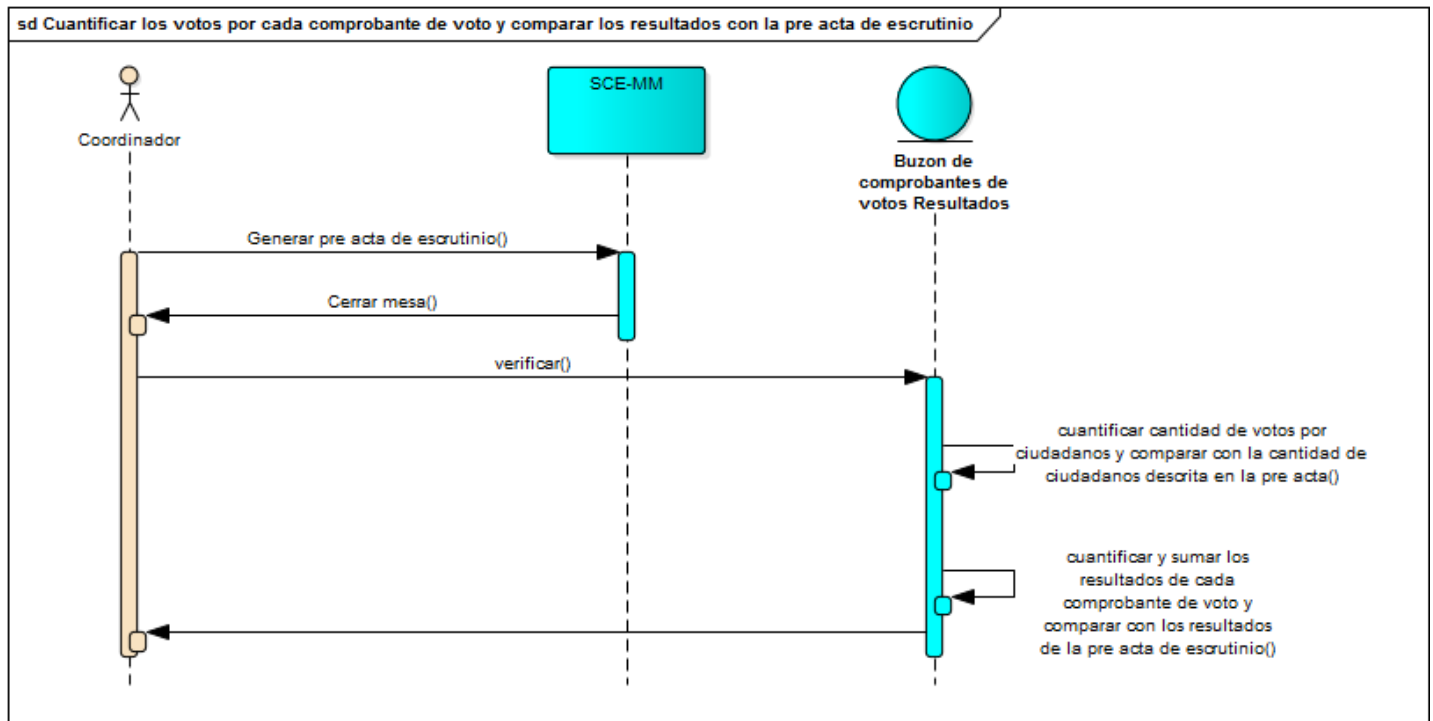 sd Cuantificar los votos por cada comprobante de voto y comparar los resultados con la pre acta de escrutinio
SCE-MM
Coordinador
Buzon de
comprobantes de
votos Resultados
Generar pre acta de escrutinio()
Cerrar mesa()
verificar()
cuantificar cantidad de votos por
ciudadanos y comparar con la cantidad de
ciudadanos descrita en la pre acta()
cuantificar y sumar los
resultados de cada
comprobante de voto y
comparar con los resultados
de la pre acta de escrutinio()